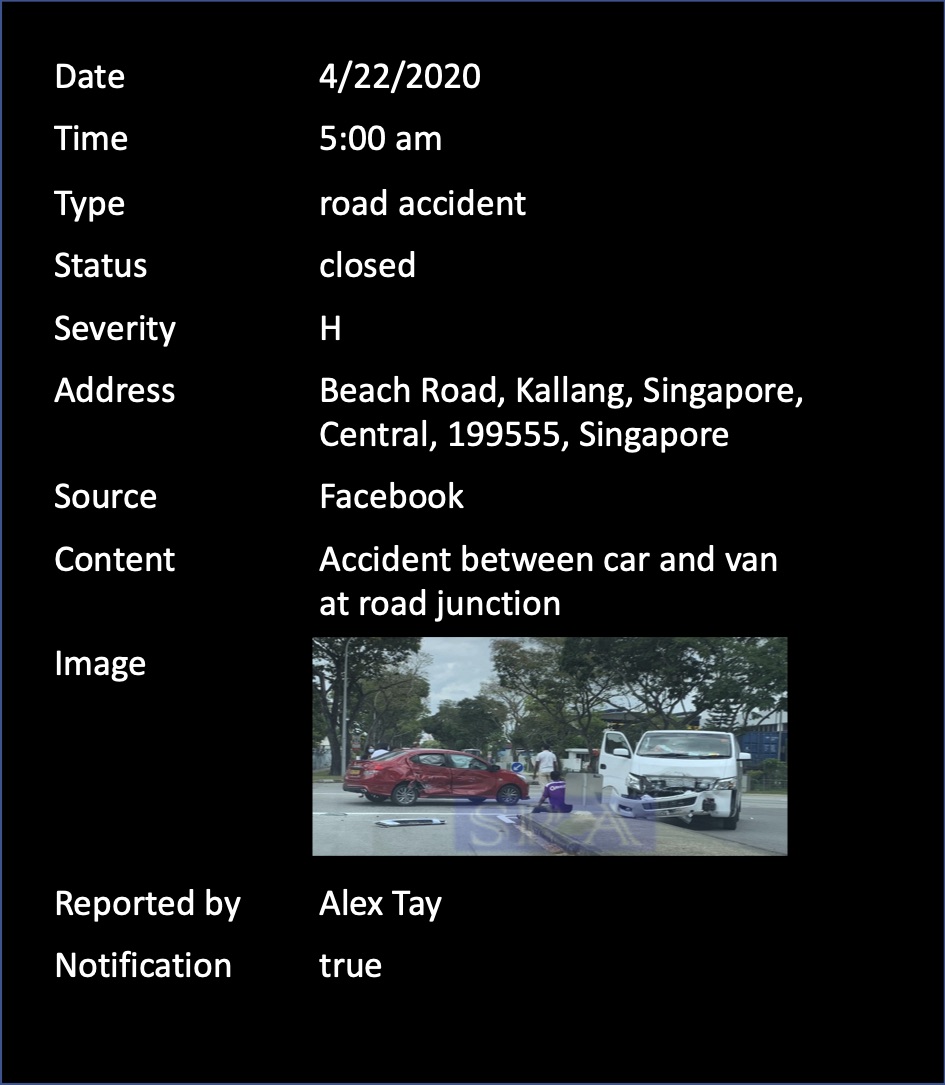 Date 4/22/2020
Time 5:00 am
Type road accident
Status closed
Severity H
Address Beach Road, Kallang, Singapore,
Central, 199555, Singapore
Source Facebook
Content Accident between car and van
at road junction
Image
Reported by Alex Tay
Notification true